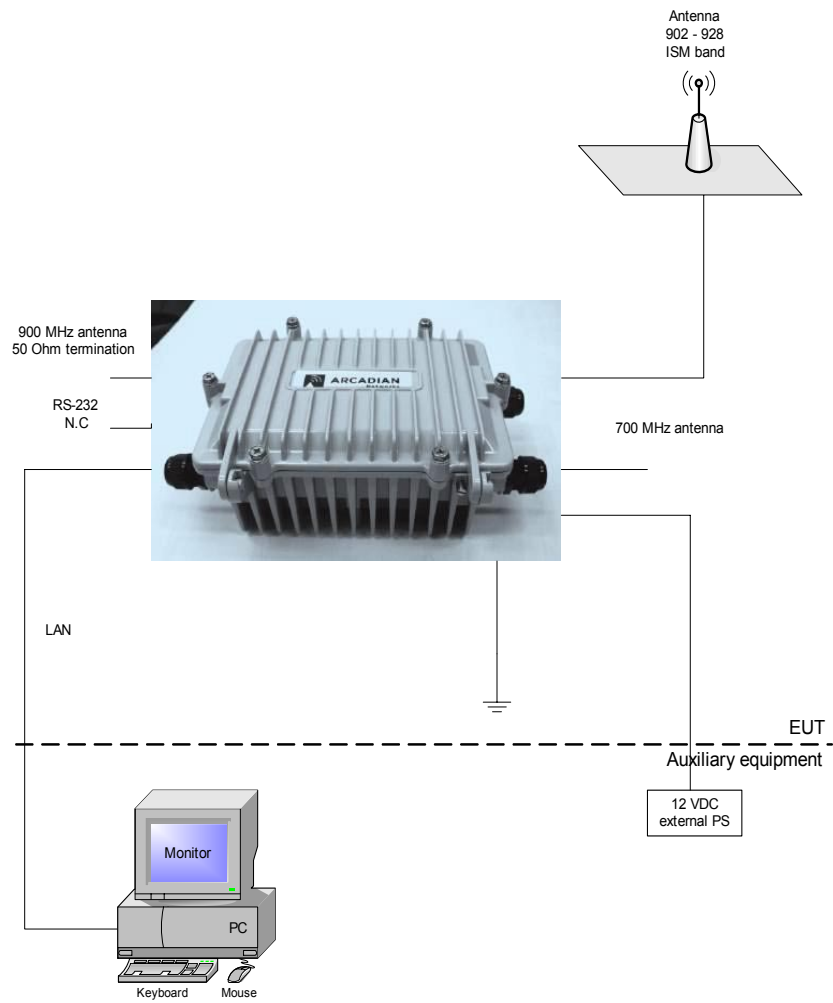 Antenna
902 - 928
ISM band
900 MHz antenna
50 Ohm termination
ARCADIAN
Networks
RS-232
N.C
700 MHz antenna
LAN
EUT
Auxiliary equipment
12 VDC
external PS
Monitor
PC
Keyboard
Mouse